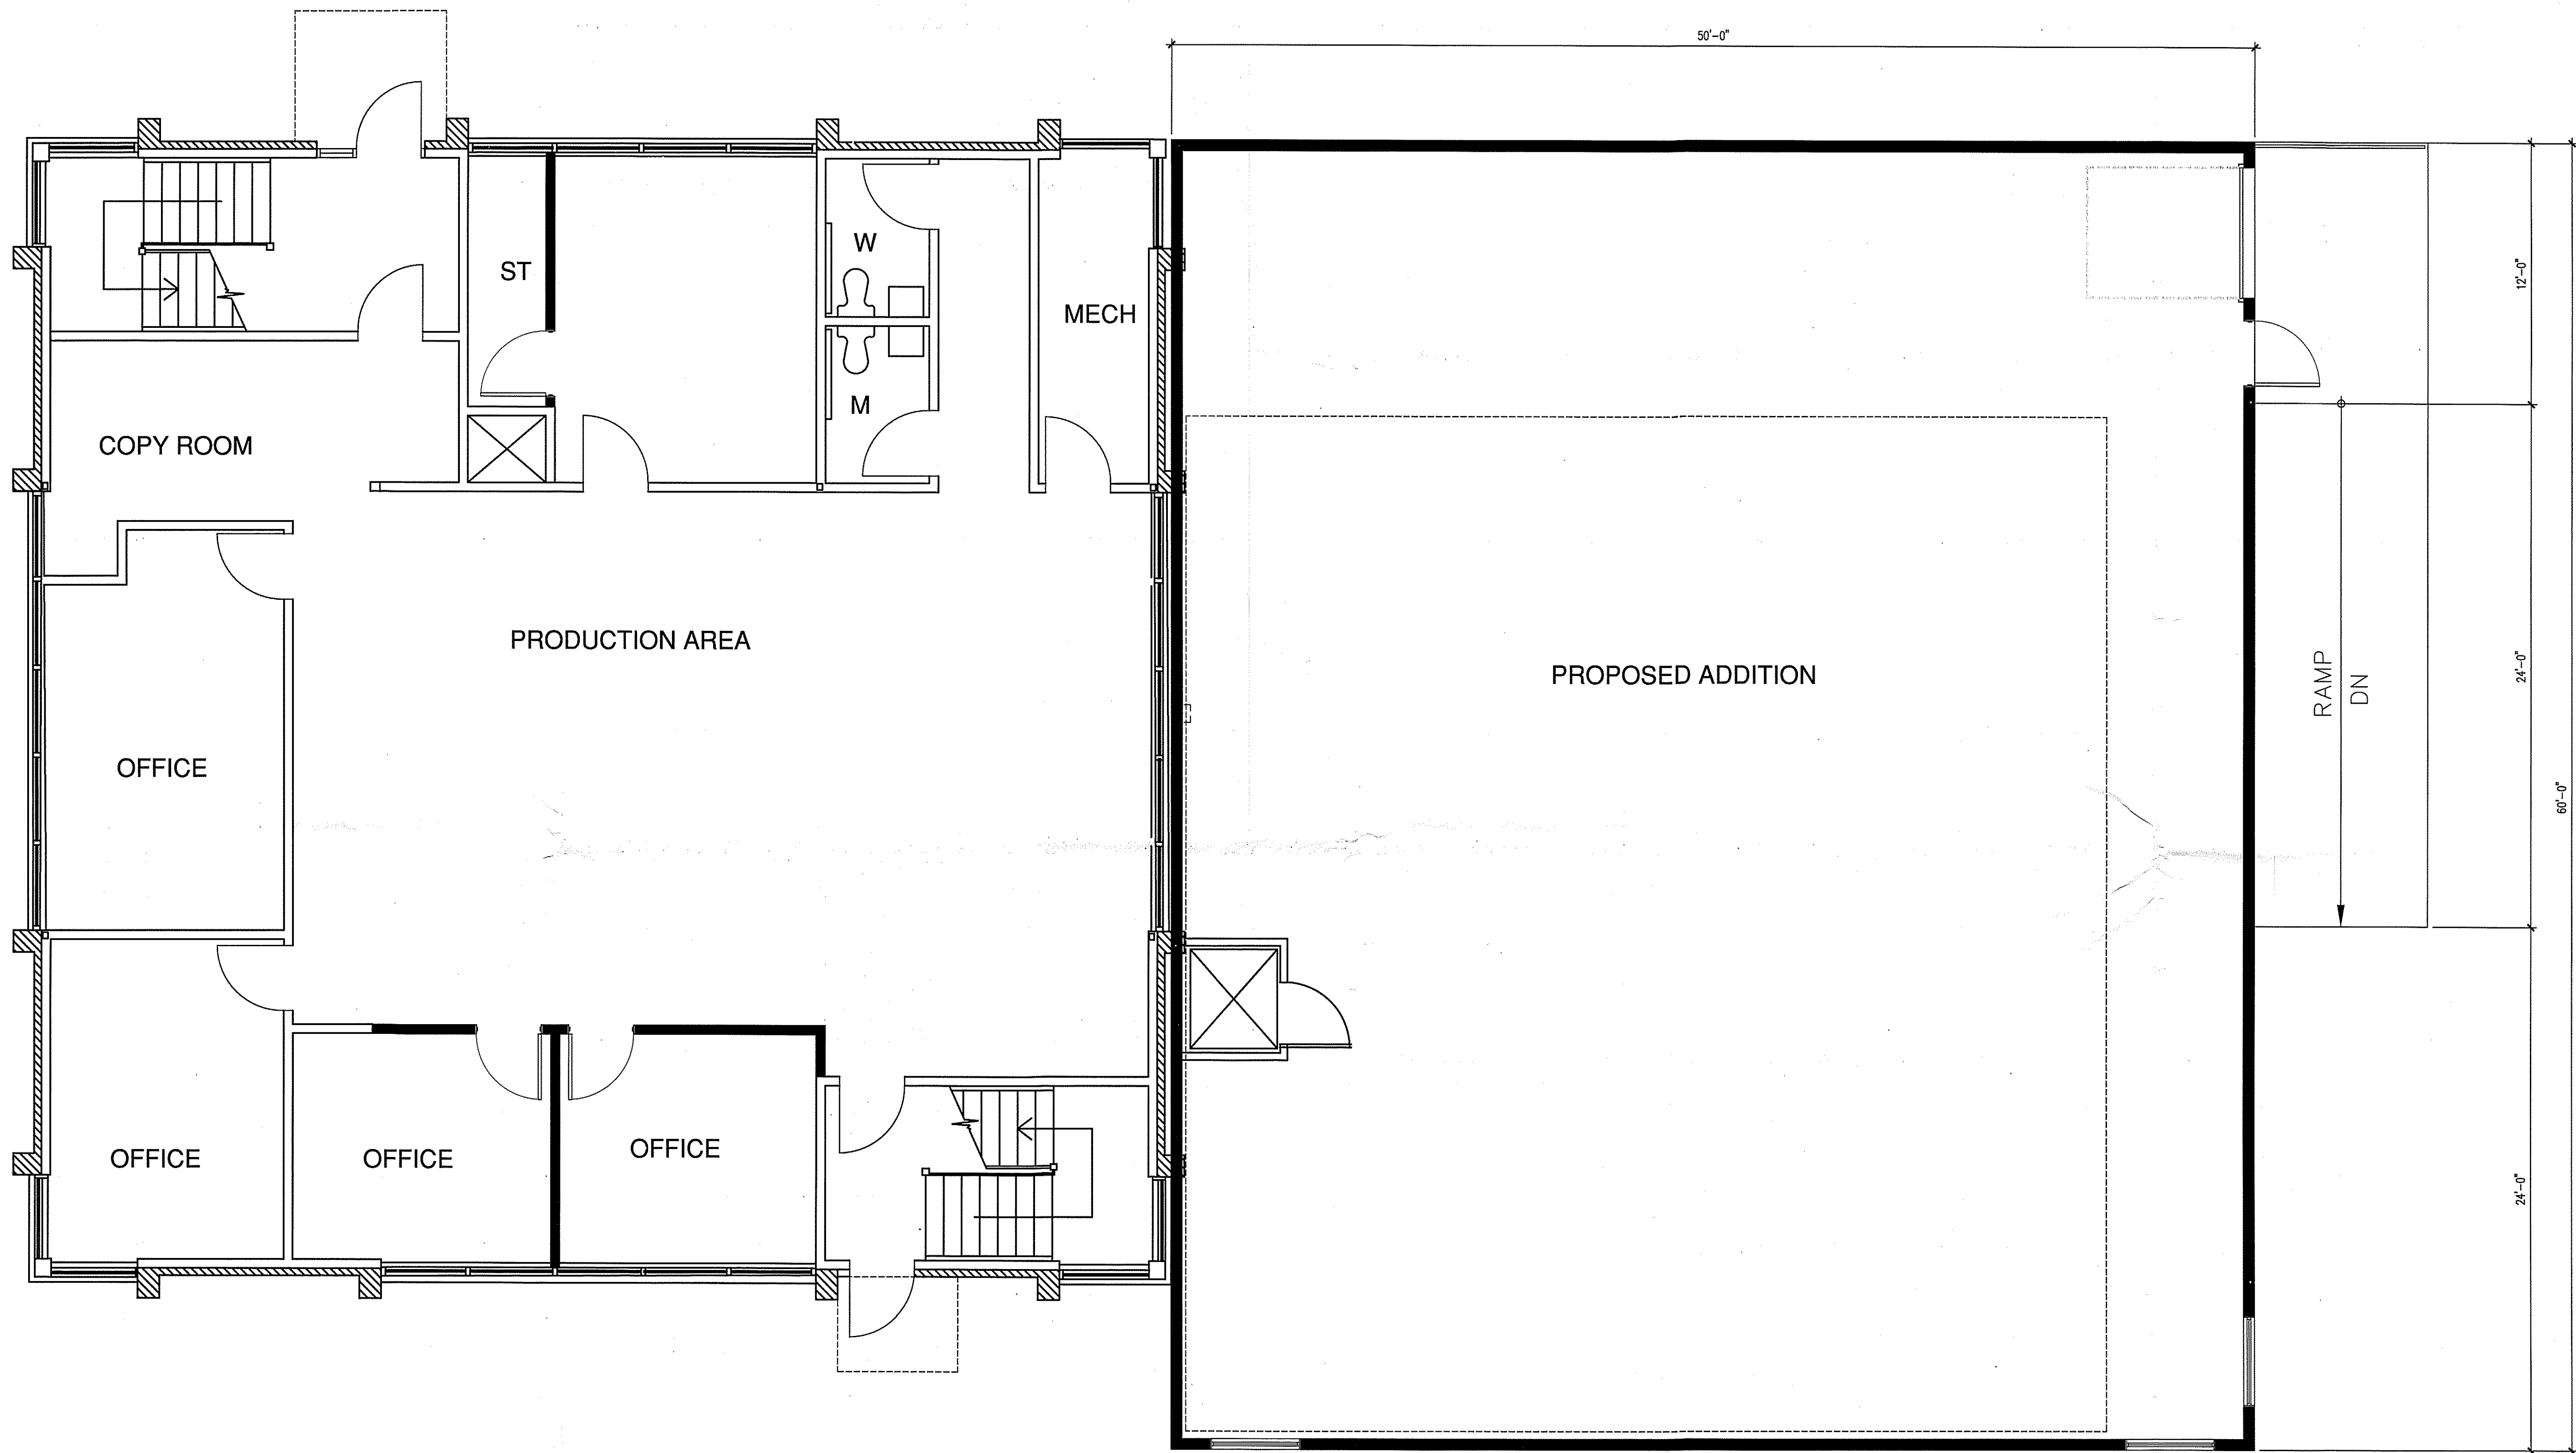 50'-0"
W
ST
12'-0"
MECH
M
COPY ROOM
PRODUCTION AREA
PROPOSED ADDITION
RAMP
DN
24'-0"
OFFICE
60'-0"
OFFICE
OFFICE
OFFICE
24'-0"